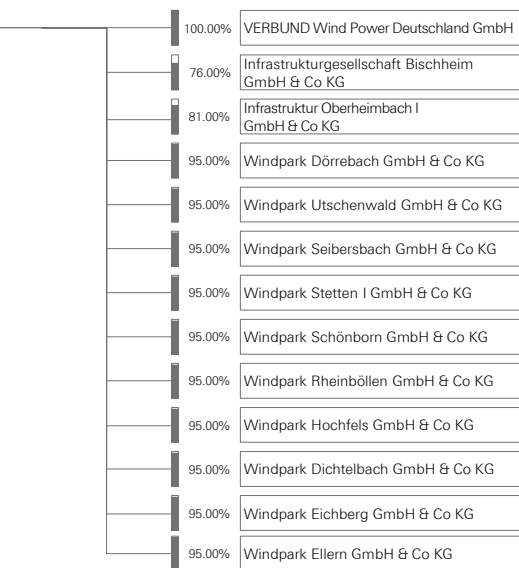 100.00% VERBUND Wind Power Deutschland GmbH
76.00% Infrastrukturgesellschaft Bischheim
GmbH & Co KG
81.00% Infrastruktur Oberheimbach I
GmbH & Co KG
95.00% Windpark Dörrebach GmbH & Co KG
95.00% Windpark Utschenwald GmbH & Co KG
95.00% Windpark Seibersbach GmbH & Co KG
95.00% Windpark Stetten I GmbH & Co KG
95.00% Windpark Schönborn GmbH & Co KG
95.00% Windpark Rheinböllen GmbH & Co KG
95.00% Windpark Hochfels GmbH & Co KG
95.00% Windpark Dichtelbach GmbH & Co KG
95.00% Windpark Eichberg GmbH & Co KG
95.00% Windpark Ellern GmbH & Co KG